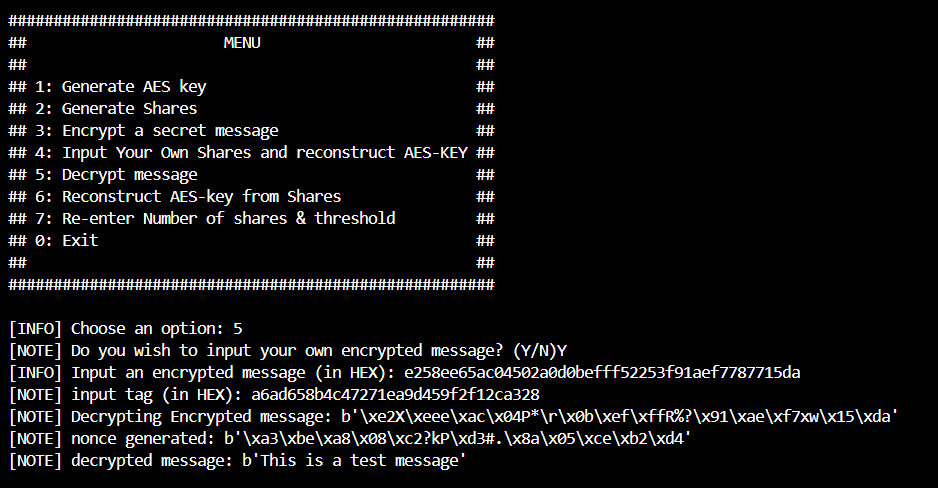 ######################################################
##                      MENU                        ##
##                                                  ##
## 1: Generate AES key                              ##
## 2: Generate Shares                               ##
## 3: Encrypt a secret message                      ##
## 4: Input Your Own Shares and reconstruct AES-KEY ##
## 5: Decrypt message                               ##
## 6: Reconstruct AES-key from Shares               ##
## 7: Re-enter Number of shares & threshold         ##
## 0: Exit                                          ##
##                                                  ##
######################################################
[INFO] Choose an option: 5
[NOTE] Do you wish to input your own encrypted message? (Y/N)Y
[INFO] Input an encrypted message (in HEX): e258ee65ac04502a0d0befff52253f91aef7787715da
[NOTE] input tag (in HEX): a6ad658b4c47271ea9d459f2f12ca328
[NOTE] Decrypting Encrypted message: b'\xe2X\xeee\xac\x04P*\r\x0b\xef\xffR%?\x91\xae\xf7xw\x15\xda'
[NOTE] nonce generated: b'\xa3\xbe\xa8\x08\xc2?kP\xd3#.\x8a\x05\xce\xb2\xd4'
[NOTE] decrypted message: b'This is a test message'